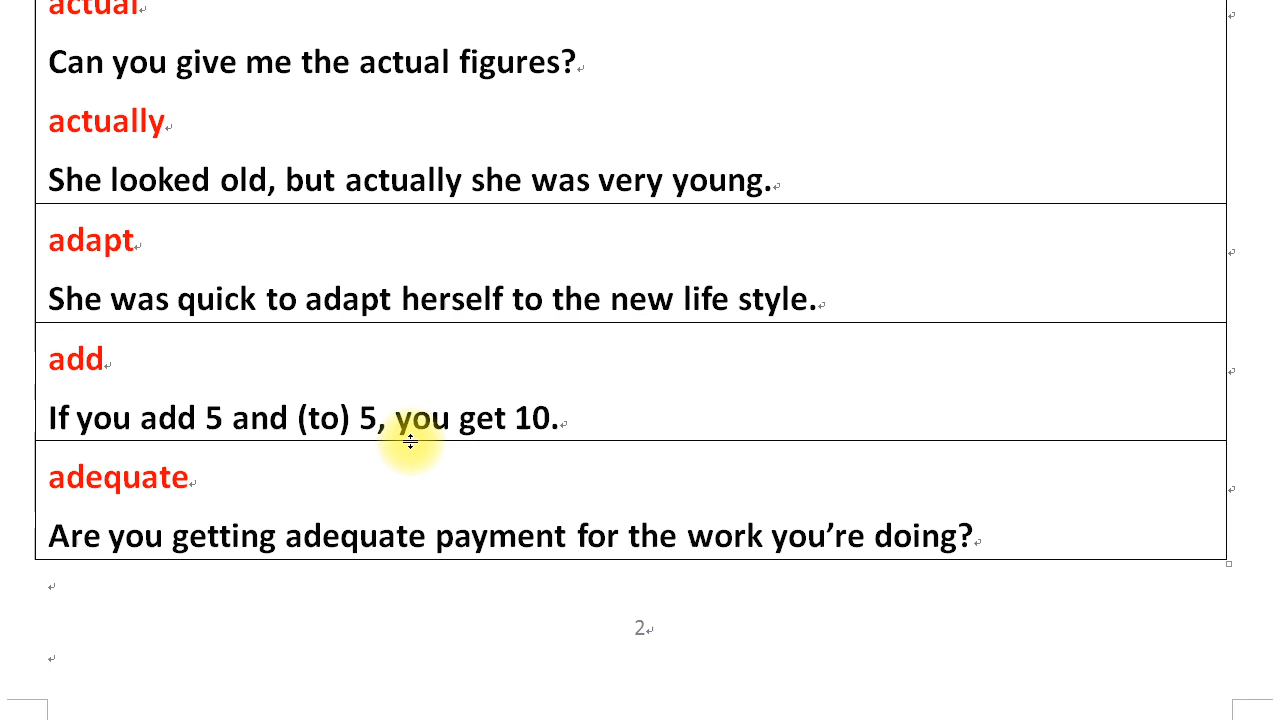 actual
Can you give me the actual figures?
actually
She looked old, but actually she was very young.
adapt
She was quick to adapt herself to the new life style.
add
If you add 5 and (to) 5, you get 10.
adequate
Are you getting adequate payment for the work you’re doing?
2